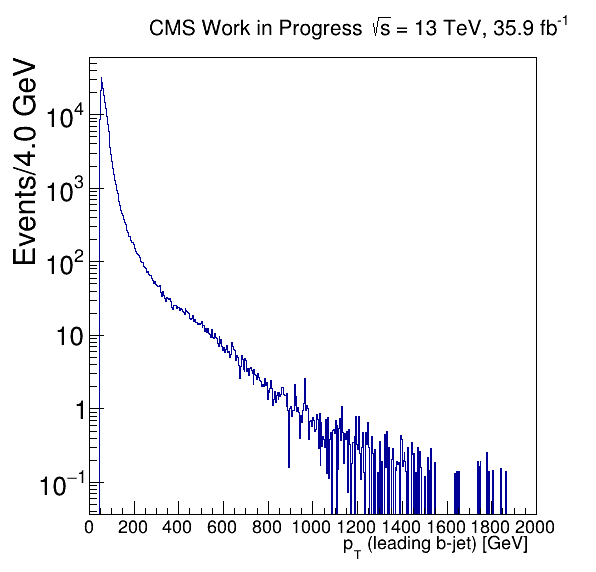 CMS Work in Progress √s = 13 TeV, 35.9 fb⁻¹
Events/4.0 GeV
10⁴
10³
10²
10
1
10⁻¹
0 200 400 600 800 1000 1200 1400 1600 1800 2000
p_T (leading b-jet) [GeV]